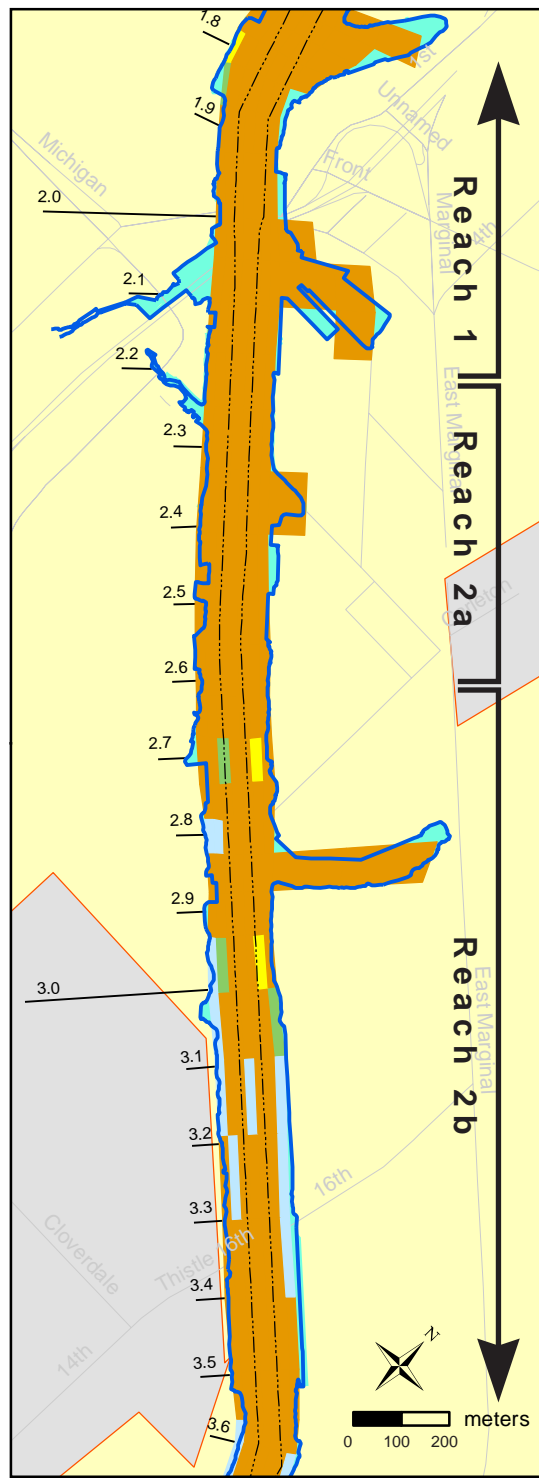 1.8
1st
Unnamed
1.9
Michigan
Front
Marginal
4th
Reach 1
2.0
2.1
2.2
East Marginal
2.3
Reach 2a
2.4
2.5
Carleton
2.6
2.7
2.8
2.9
Reach 2b
3.0
East Marginal
3.1
3.2
16th
3.3
Cloverdale
Thistle
16th
3.4
14th
3.5
3.6
N
meters
0 100 200